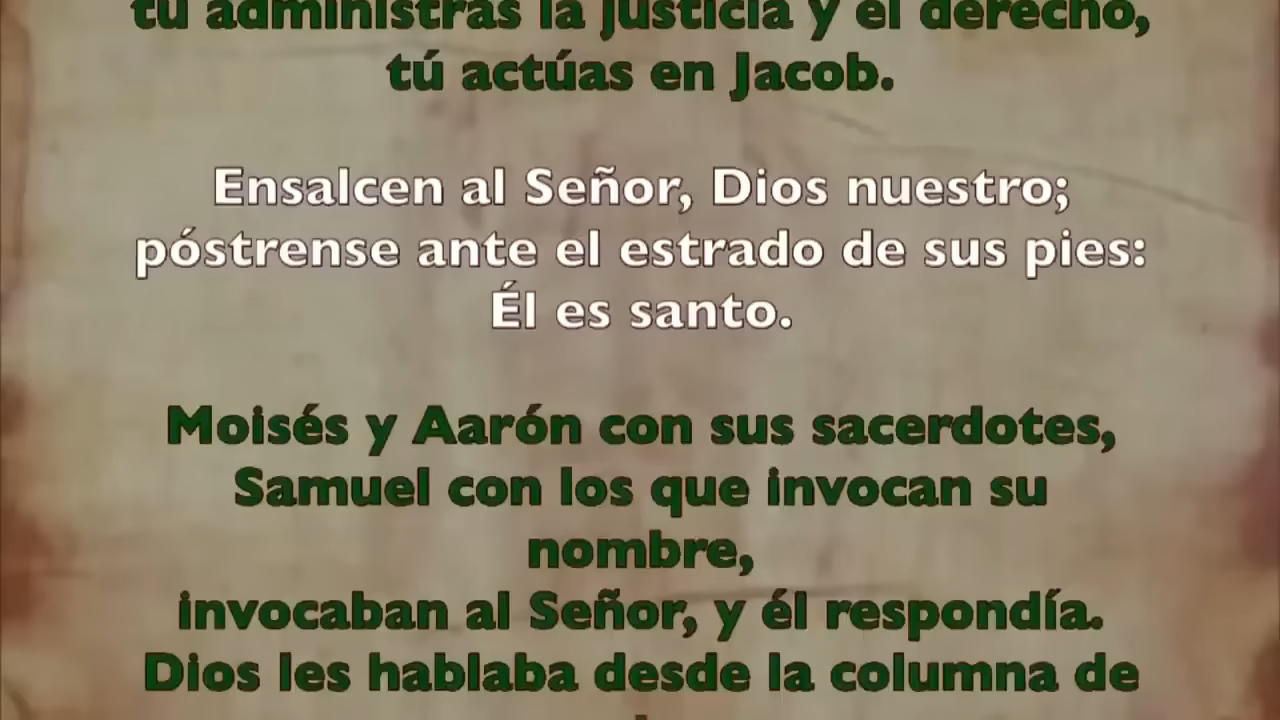 tú administras la justicia y el derecho,
tú actúas en Jacob.
Ensalcen al Señor, Dios nuestro;
póstrense ante el estrado de sus pies:
Él es santo.
Moisés y Aarón con sus sacerdotes,
Samuel con los que invocan su
nombre,
invocaban al Señor, y él respondía.
Dios les hablaba desde la columna de